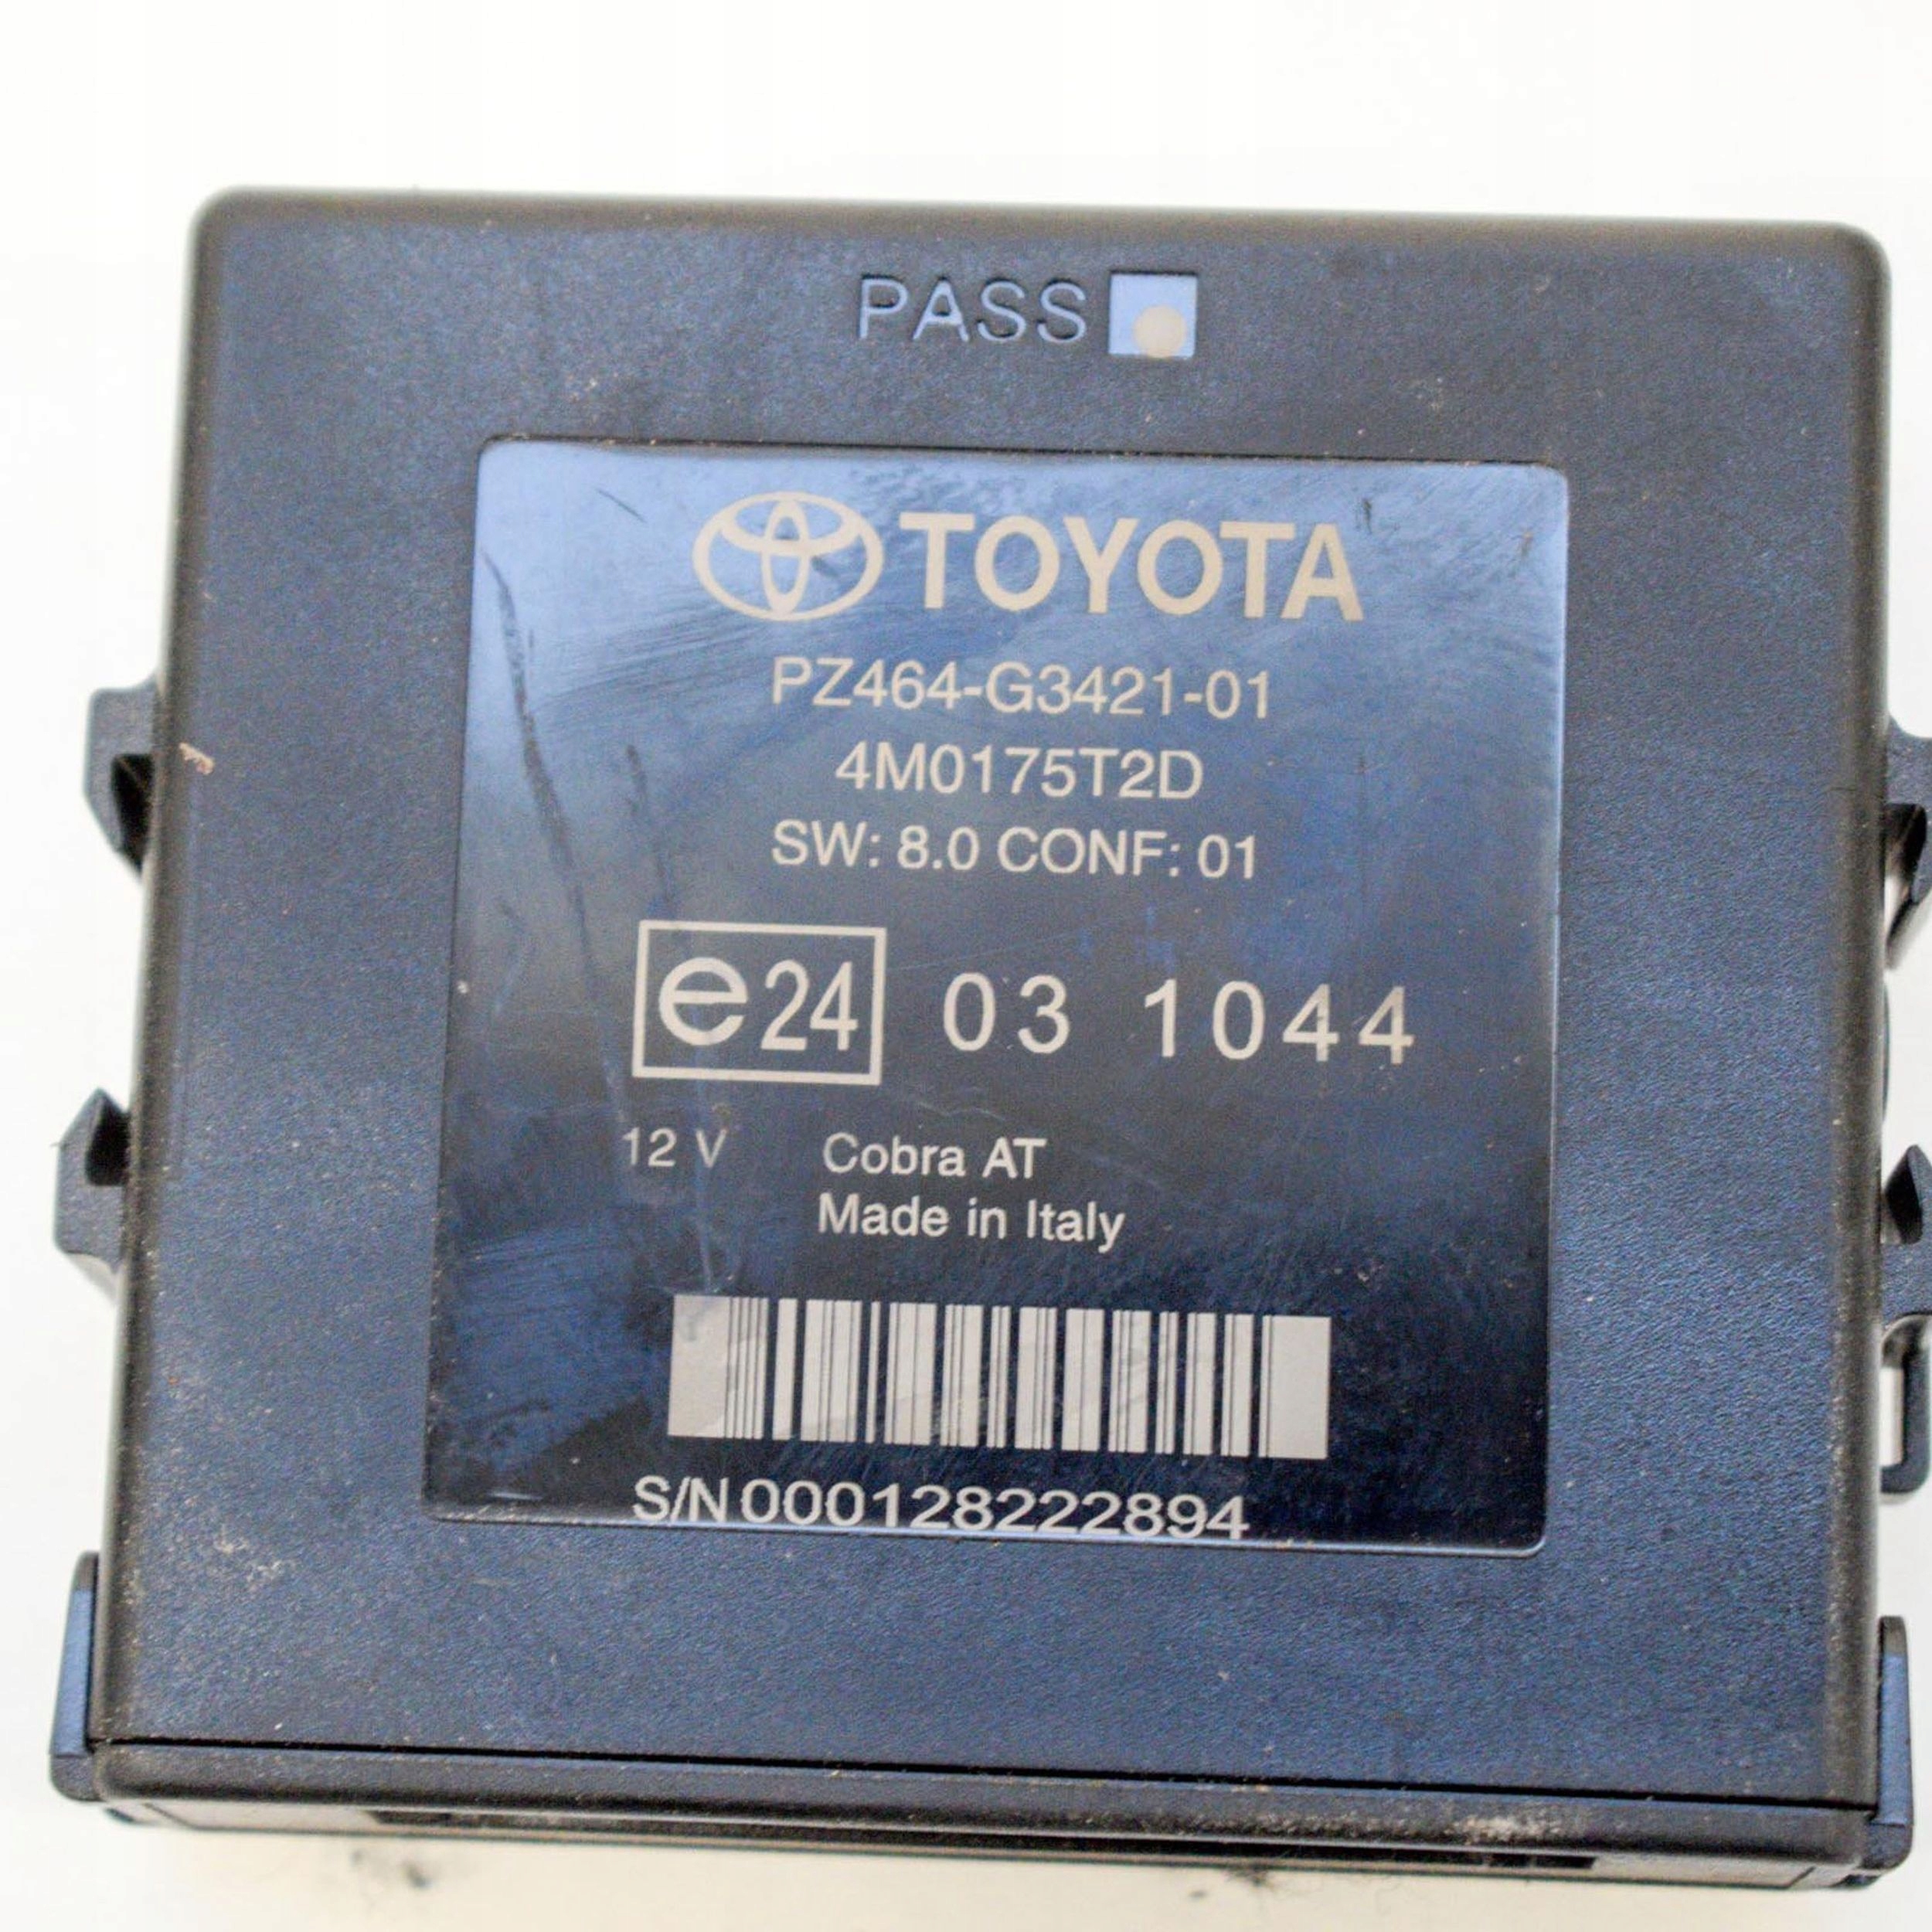 PASS
TOYOTA
PZ464-G3421-01
4M0175T2D
SW: 8.0 CONF: 01
e24 03 1044
12 V Cobra AT
Made in Italy
S/N 000128222894